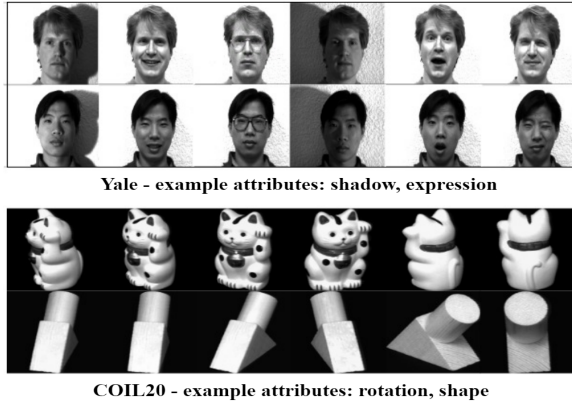 Yale - example attributes: shadow, expression
COIL20 - example attributes: rotation, shape